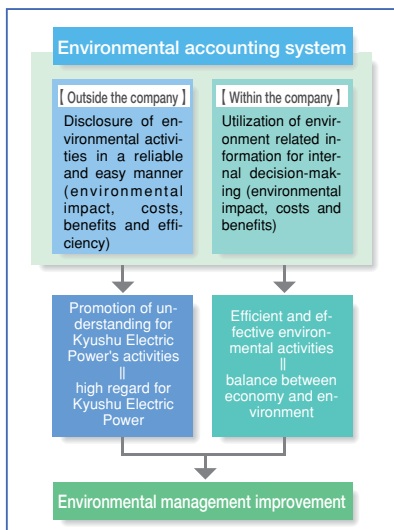 Environmental accounting system
【 Outside the company 】
Disclosure of en-
vironmental activi-
ties in a reliable
and easy manner
(environmental
impact, costs,
benefits and effi-
ciency)
【 Within the company 】
Utilization of envir-
onment related in-
formation for inter-
nal decision-mak-
ing (environmental
impact, costs and
benefits)
Promotion of un-
derstanding for
Kyushu Electric
Power's activities
||
high regard for
Kyushu Electric
Power
Efficient and ef-
fective environ-
mental activities
||
balance between
economy and en-
vironment
Environmental management improvement